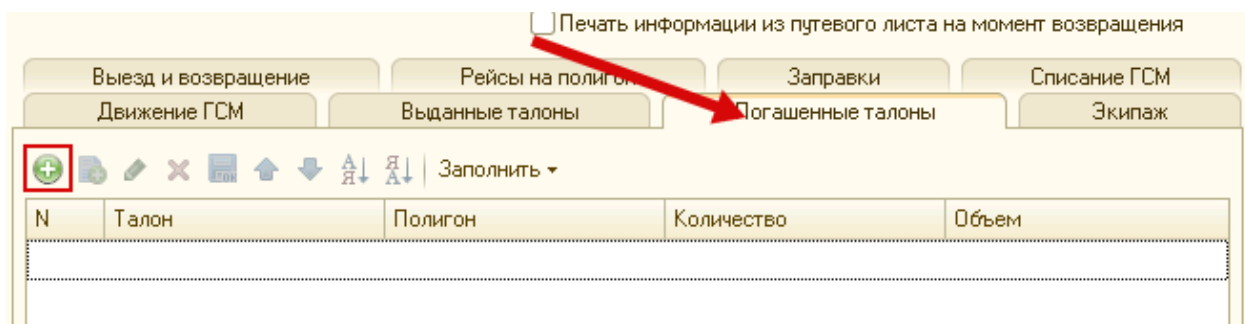 Печать информации из путевого листа на момент возвращения
Выезд и возвращение Рейсы на полигон Заправки Списание ГСМ
Движение ГСМ Выданные талоны Погашенные талоны Экипаж
Заполнить
N Талон Полигон Количество Объем